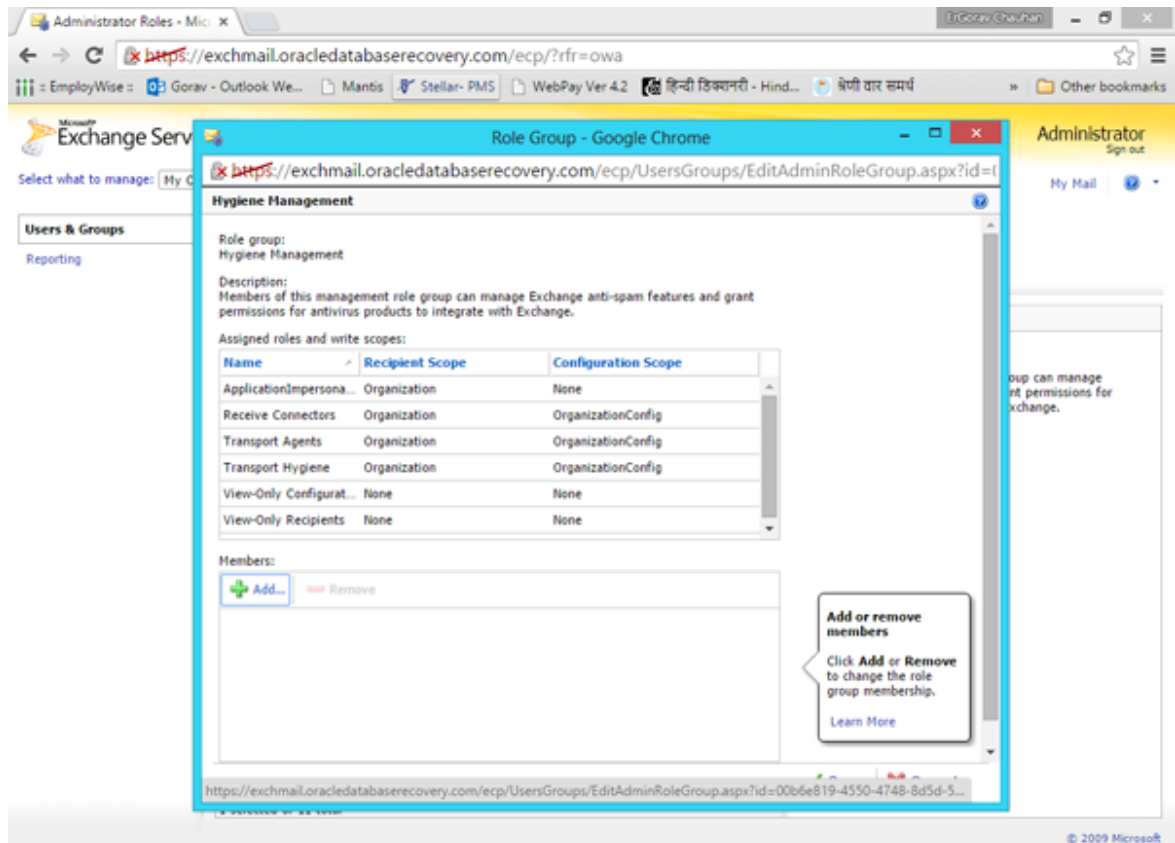 Administrator Roles - Mic
ErGorav Chauhan
https://exchmail.oracledatabaserecovery.com/ecp/?rfr=owa
:: EmployWise ::
Gorav - Outlook We...
Mantis
Stellar- PMS
WebPay Ver 4.2
हिन्दी डिक्शनरी - Hind...
श्रेणी वार समर्थ
»
Other bookmarks
Microsoft
Exchange Serv
Administrator
Sign out
Select what to manage: My O
My Mail
Users & Groups
Reporting
Role Group - Google Chrome
https://exchmail.oracledatabaserecovery.com/ecp/UsersGroups/EditAdminRoleGroup.aspx?id=0
Hygiene Management
Role group:
Hygiene Management
Description:
Members of this management role group can manage Exchange anti-spam features and grant
permissions for antivirus products to integrate with Exchange.
Assigned roles and write scopes:
Name Recipient Scope Configuration Scope
ApplicationImpersona... Organization None
Receive Connectors Organization OrganizationConfig
Transport Agents Organization OrganizationConfig
Transport Hygiene Organization OrganizationConfig
View-Only Configurat... None None
View-Only Recipients None None
Members:
Add... Remove
Add or remove
members
Click Add or Remove
to change the role
group membership.
Learn More
https://exchmail.oracledatabaserecovery.com/ecp/UsersGroups/EditAdminRoleGroup.aspx?id=00b6e819-4550-4748-8d5d-5...
oup can manage
nt permissions for
xchange.
© 2009 Microsoft